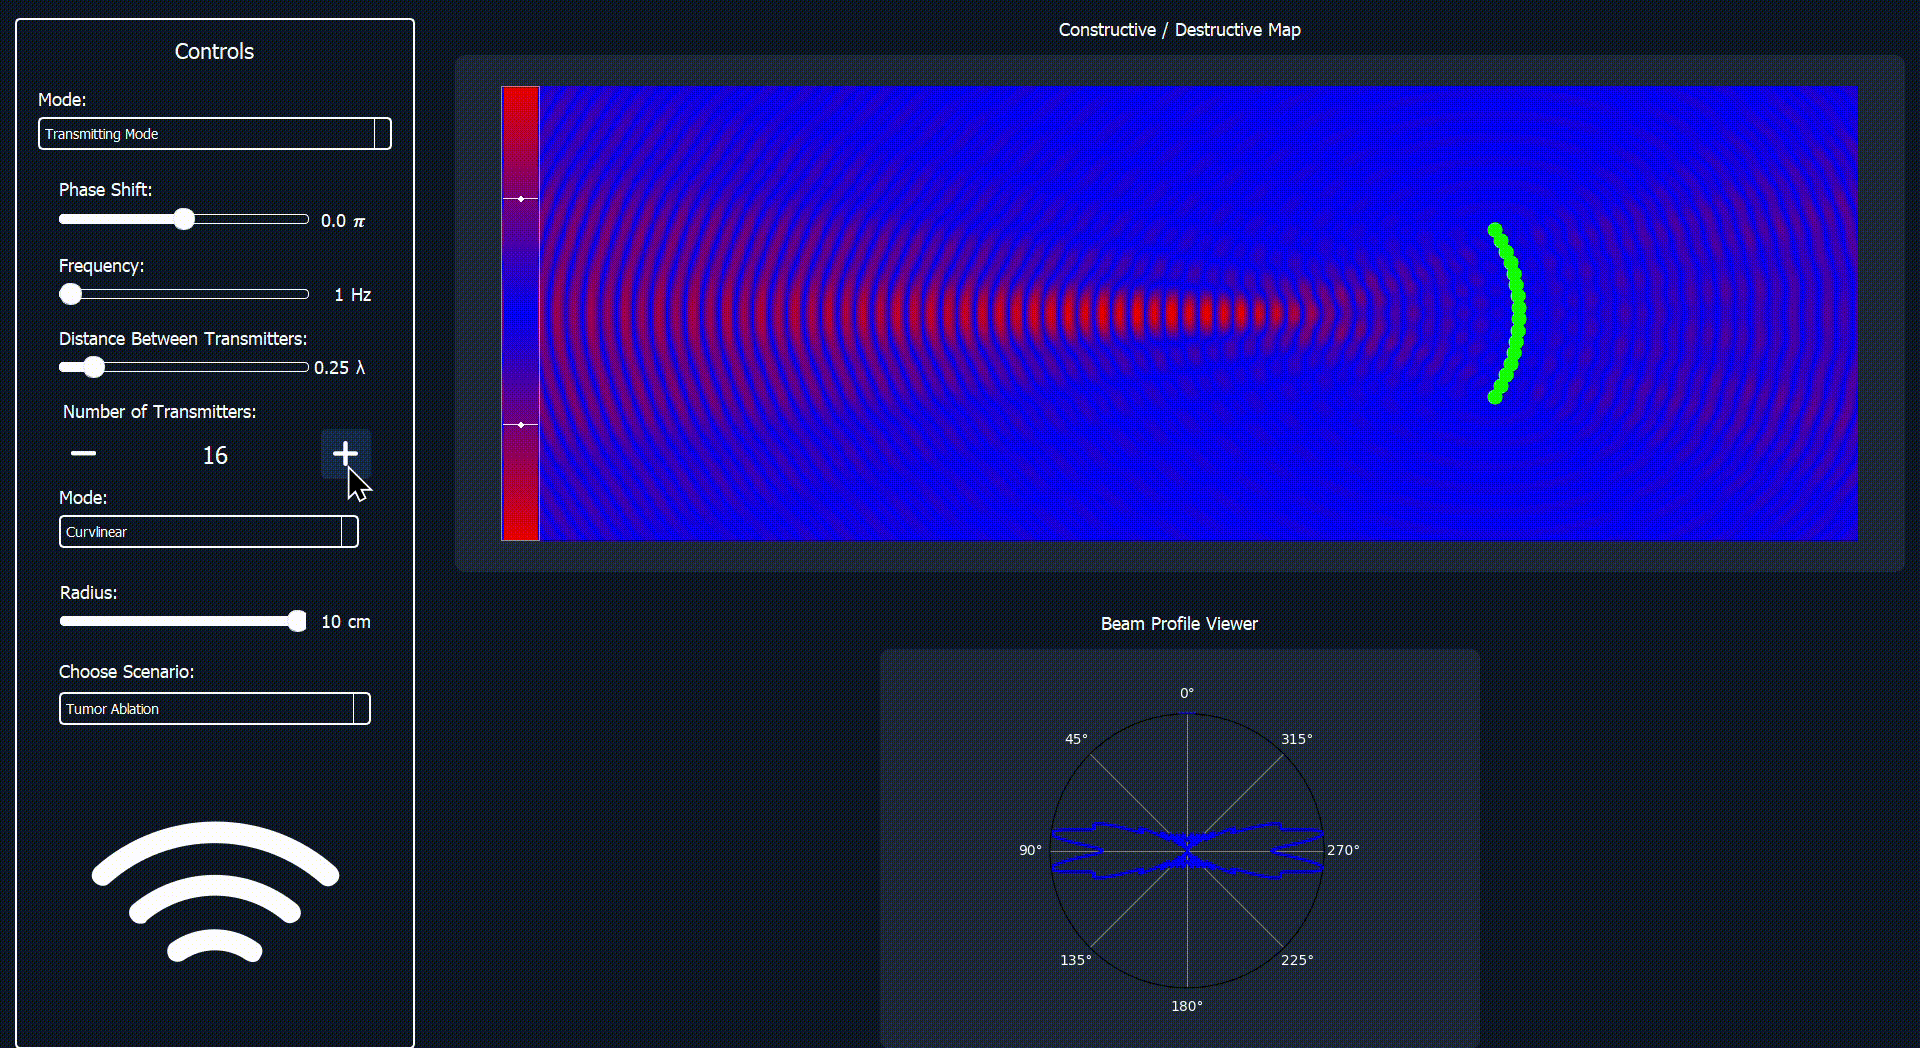 Controls
Mode:
Transmitting Mode
Phase Shift:
0.0 π
Frequency:
1 Hz
Distance Between Transmitters:
0.25 λ
Number of Transmitters:
16
Mode:
Curvlinear
Radius:
10 cm
Choose Scenario:
Tumor Ablation
Constructive / Destructive Map
Beam Profile Viewer
0°
45°
315°
90°
270°
135°
225°
180°